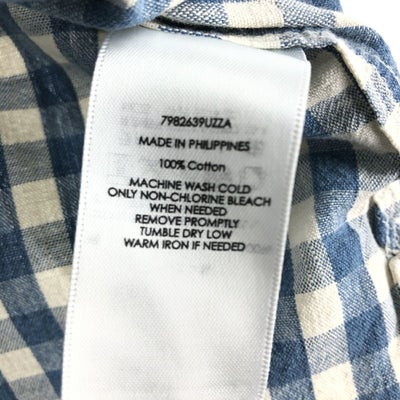 7982639UZZA
MADE IN PHILIPPINES
100% Cotton
MACHINE WASH COLD
ONLY NON-CHLORINE BLEACH
WHEN NEEDED
REMOVE PROMPTLY
TUMBLE DRY LOW
WARM IRON IF NEEDED